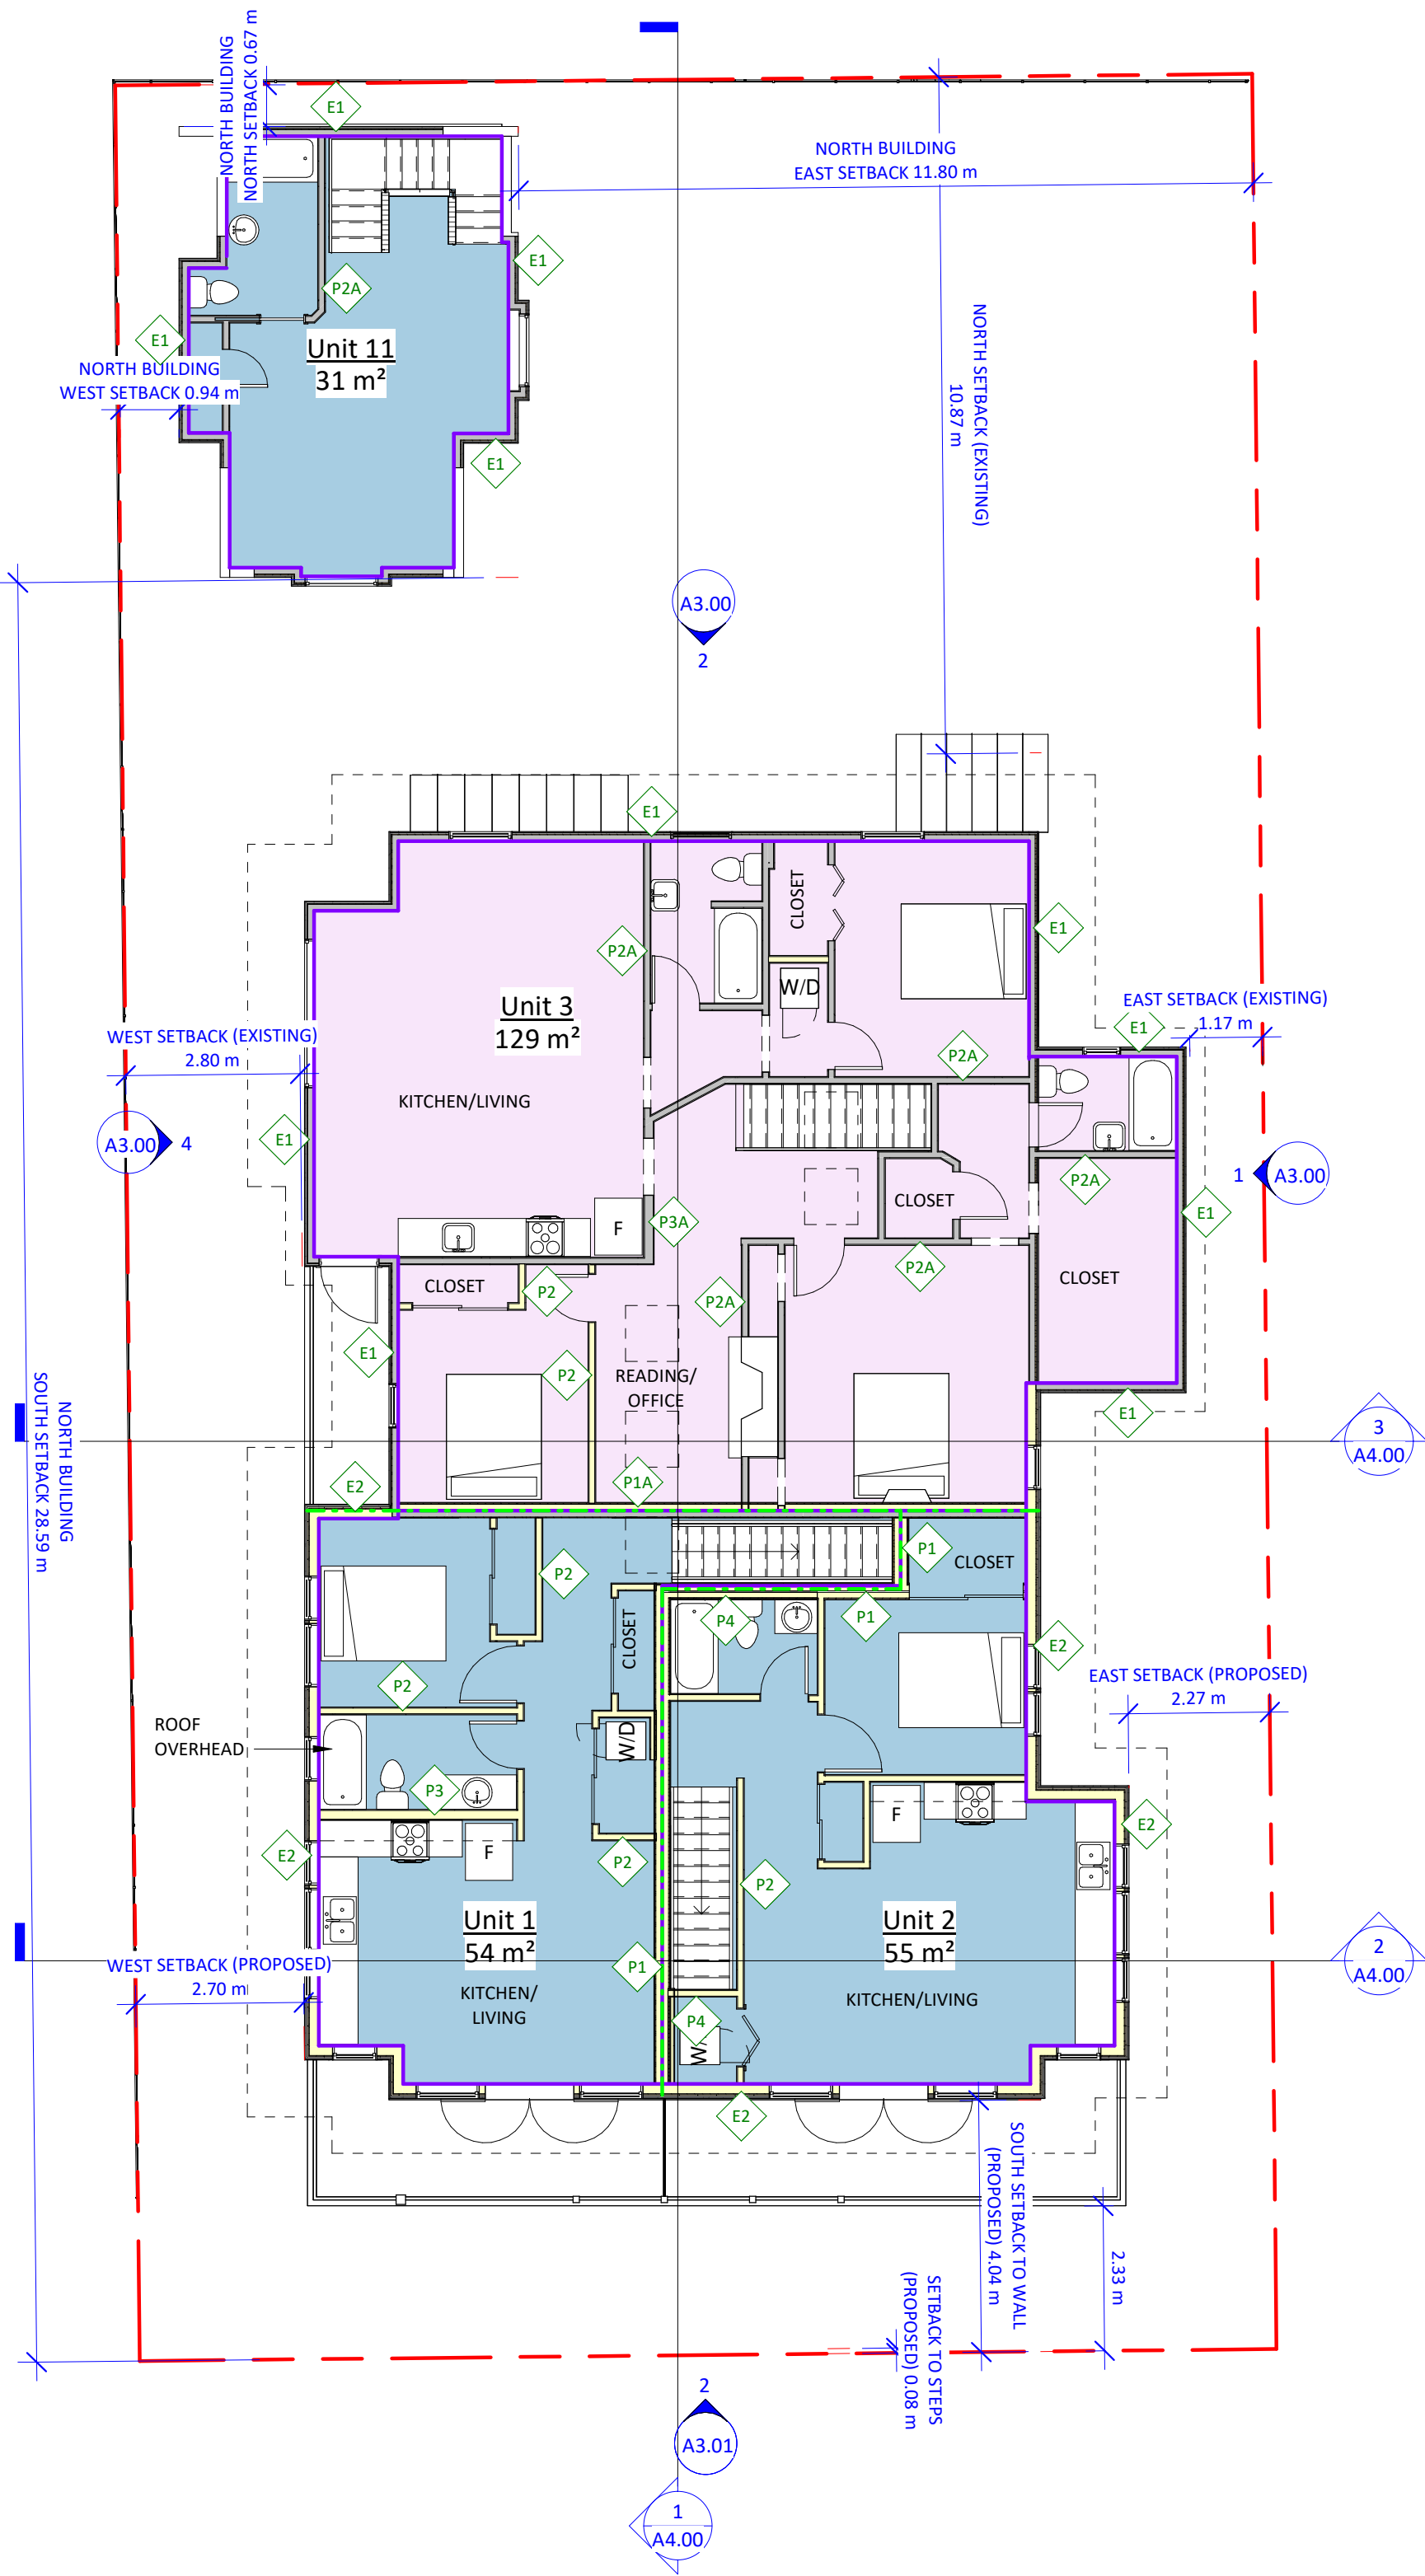 NORTH BUILDING
NORTH SETBACK 0.67 m
E1
NORTH BUILDING
EAST SETBACK 11.80 m
E1
P2A
E1
Unit 11
31 m²
NORTH BUILDING
WEST SETBACK 0.94 m
E1
NORTH SETBACK (EXISTING)
10.87 m
A3.00
2
E1
CLOSET
P2A
E1
W/D
Unit 3
129 m²
EAST SETBACK (EXISTING)
1.17 m
E1
WEST SETBACK (EXISTING)
2.80 m
P2A
KITCHEN/LIVING
A3.00
4
E1
1
A3.00
P2A
CLOSET
E1
P3A
F
P2A
CLOSET
CLOSET
P2
P2A
E1
P2
READING/
OFFICE
E1
NORTH BUILDING
SOUTH SETBACK 28.59 m
3
A4.00
E2
P1A
P1
CLOSET
P2
P4
P1
CLOSET
E2
P2
EAST SETBACK (PROPOSED)
2.27 m
ROOF
OVERHEAD
W/D
P3
F
E2
E2
F
P2
P2
Unit 1
54 m²
Unit 2
55 m²
2
A4.00
WEST SETBACK (PROPOSED)
2.70 m
P1
KITCHEN/
LIVING
KITCHEN/LIVING
P4
E2
SOUTH SETBACK TO WALL
(PROPOSED) 4.04 m
2.33 m
SETBACK TO STEPS
(PROPOSED) 0.08 m
2
A3.01
1
A4.00